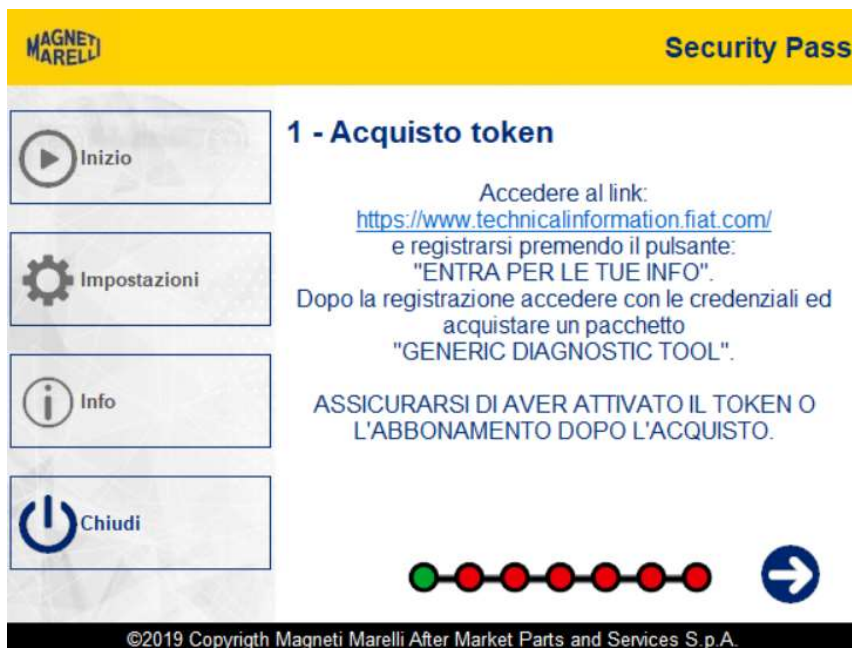 MAGNETI
MARELLI
Security Pass
Inizio
Impostazioni
Info
Chiudi
1 - Acquisto token
Accedere al link:
https://www.technicalinformation.fiat.com/
e registrarsi premendo il pulsante:
"ENTRA PER LE TUE INFO".
Dopo la registrazione accedere con le credenziali ed
acquistare un pacchetto
"GENERIC DIAGNOSTIC TOOL".
ASSICURARSI DI AVER ATTIVATO IL TOKEN O
L'ABBONAMENTO DOPO L'ACQUISTO.
©2019 Copyrigth Magneti Marelli After Market Parts and Services S.p.A.